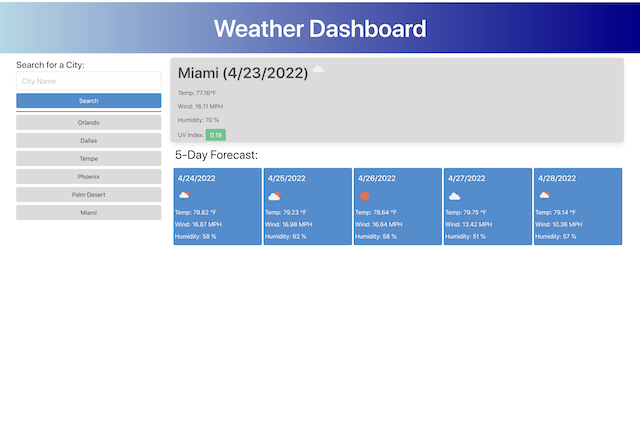 Weather Dashboard
Search for a City:
City Name
Search
Orlando
Dallas
Tempe
Phoenix
Palm Desert
Miami
Miami (4/23/2022)
Temp: 77.16°F
Wind: 16.11 MPH
Humidity: 70 %
UV Index: 0.19
5-Day Forecast:
4/24/2022
Temp: 78.82 °F
Wind: 16.87 MPH
Humidity: 58 %
4/25/2022
Temp: 79.23 °F
Wind: 16.98 MPH
Humidity: 62 %
4/26/2022
Temp: 78.64 °F
Wind: 16.64 MPH
Humidity: 58 %
4/27/2022
Temp: 79.75 °F
Wind: 13.42 MPH
Humidity: 51 %
4/28/2022
Temp: 79.14 °F
Wind: 10.36 MPH
Humidity: 57 %